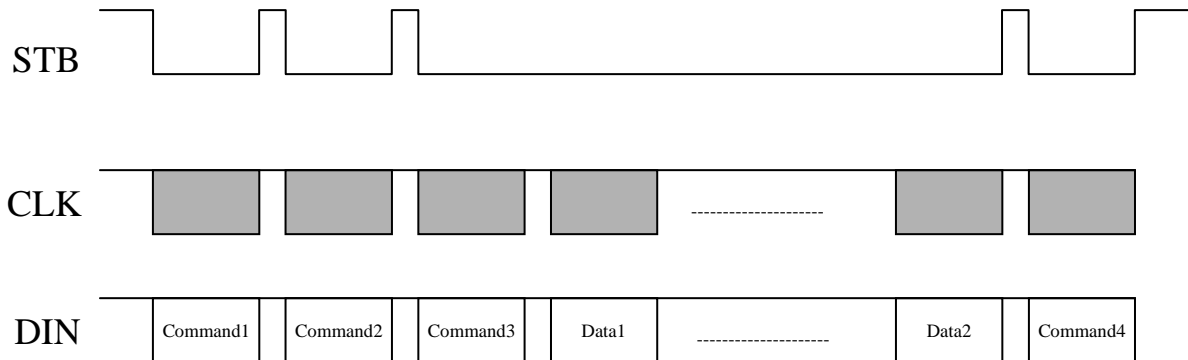 STB
CLK
----------------------
DIN Command1 Command2 Command3 Data1 ---------------------- Data2 Command4